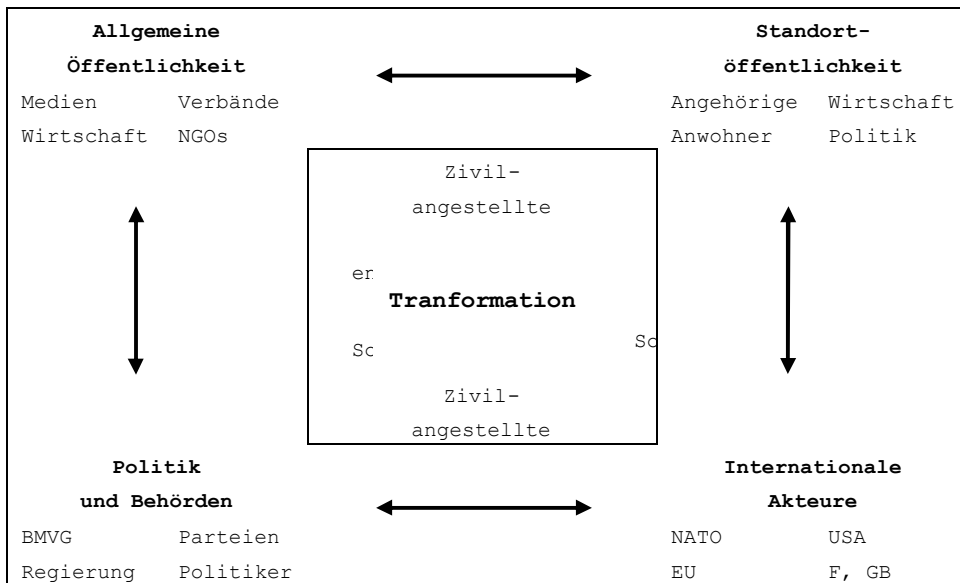 Allgemeine
Öffentlichkeit
Medien Verbände
Wirtschaft NGOs
Standort-
öffentlichkeit
Angehörige Wirtschaft
Anwohner Politik
Zivil-
angestellte
Tranformation
Zivil-
angestellte
Politik
und Behörden
BMVG Parteien
Regierung Politiker
Internationale
Akteure
NATO USA
EU F, GB